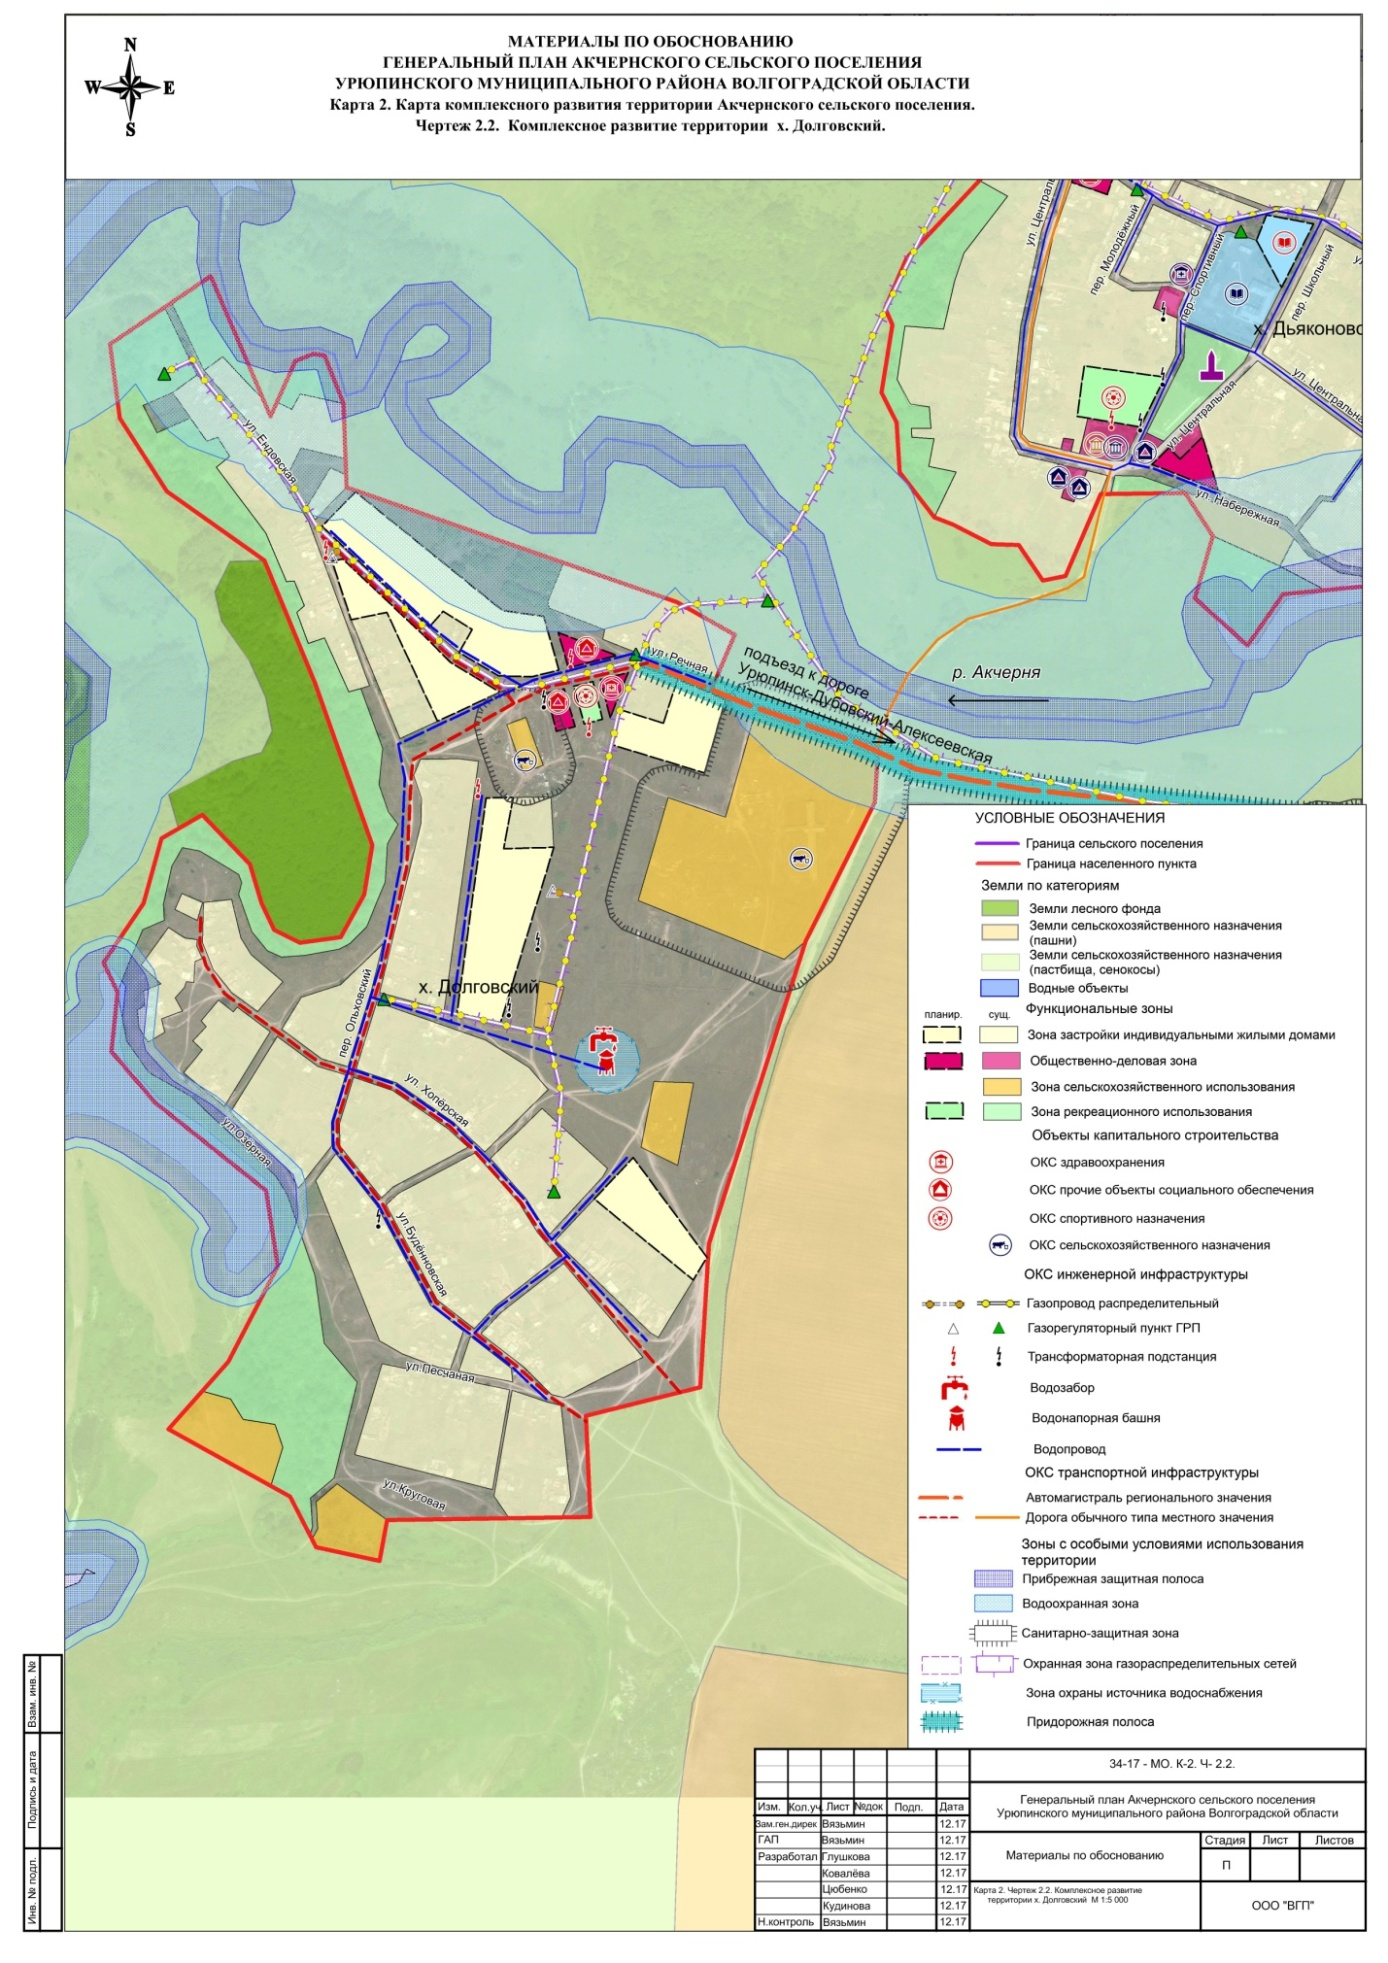 МАТЕРИАЛЫ ПО ОБОСНОВАНИЮ
ГЕНЕРАЛЬНЫЙ ПЛАН АКЧЕРНСКОГО СЕЛЬСКОГО ПОСЕЛЕНИЯ
УРЮПИНСКОГО МУНИЦИПАЛЬНОГО РАЙОНА ВОЛГОГРАДСКОЙ ОБЛАСТИ
Карта 2. Карта комплексного развития территории Акчернского сельского поселения.
Чертеж 2.2. Комплексное развитие территории х. Долговский.
N
W
E
S
ул. Централь
пер. Молодёжный
пер. Спортивный
пер. Школьный
х. Дьяконовс
ул. Центральна
ул. Центральная
ул. Набережная
ул. Ендовская
ул. Речная
подъезд к дороге
Урюпинск-Дубовский-Алексеевская
р. Акчерня
х. Долговский
пер. Ольховский
ул. Хопёрская
ул. Озерная
ул.Будённовская
ул.Песчаная
ул.Круговая
УСЛОВНЫЕ ОБОЗНАЧЕНИЯ
Граница сельского поселения
Граница населенного пункта
Земли по категориям
Земли лесного фонда
Земли сельскохозяйственного назначения
(пашни)
Земли сельскохозяйственного назначения
(пастбища, сенокосы)
Водные объекты
Функциональные зоны
планир. сущ.
Зона застройки индивидуальными жилыми домами
Общественно-деловая зона
Зона сельскохозяйственного использования
Зона рекреационного использования
Объекты капитального строительства
ОКС здравоохранения
ОКС прочие объекты социального обеспечения
ОКС спортивного назначения
ОКС сельскохозяйственного назначения
ОКС инженерной инфраструктуры
Газопровод распределительный
Газорегуляторный пункт ГРП
Трансформаторная подстанция
Водозабор
Водонапорная башня
Водопровод
ОКС транспортной инфраструктуры
Автомагистраль регионального значения
Дорога обычного типа местного значения
Зоны с особыми условиями использования
территории
Прибрежная защитная полоса
Водоохранная зона
Санитарно-защитная зона
Охранная зона газораспределительных сетей
Зона охраны источника водоснабжения
Придорожная полоса
Взам. инв. №
Подпись и дата
Инв. № подл.
34-17 - МО. К-2. Ч- 2.2.
Генеральный план Акчернского сельского поселения
Урюпинского муниципального района Волгоградской области
Изм. Кол.уч. Лист №док Подп. Дата
Зам.ген.дирек Вязьмин 12.17
ГАП Вязьмин 12.17
Разработал Глушкова 12.17
Ковалёва 12.17
Цюбенко 12.17
Кудинова 12.17
Н.контроль Вязьмин 12.17
Материалы по обоснованию
Стадия Лист Листов
П
Карта 2. Чертеж 2.2. Комплексное развитие
территории х. Долговский М 1:5 000
ООО "ВГП"